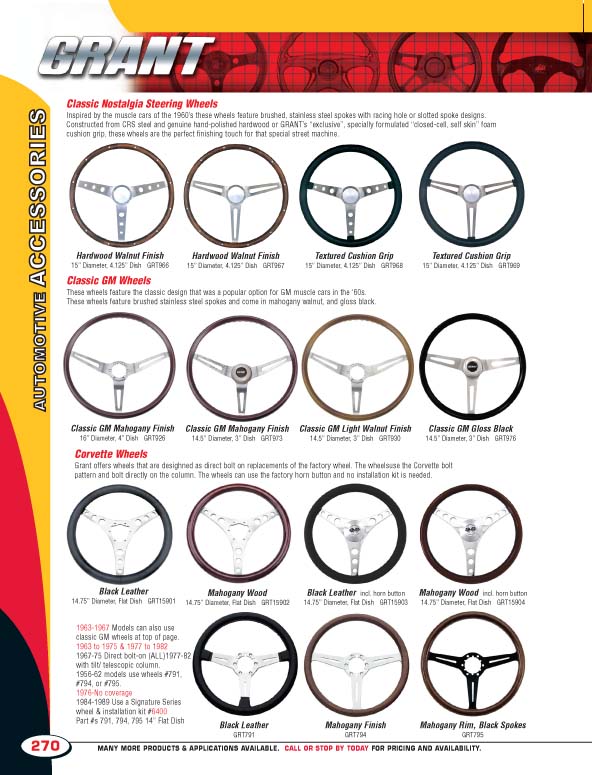 GRANT
AUTOMOTIVE ACCESSORIES
Classic Nostalgia Steering Wheels
Inspired by the muscle cars of the 1960's these wheels feature brushed, stainless steel spokes with racing hole or slotted spoke designs.
Constructed from CRS steel and genuine hand-polished hardwood or GRANT's "exclusive", specially formulated "closed-cell, self skin" foam
cushion grip, these wheels are the perfect finishing touch for that special street machine.
Hardwood Walnut Finish
15" Diameter, 4.125" Dish GRT966
Hardwood Walnut Finish
15" Diameter, 4.125" Dish GRT967
Textured Cushion Grip
15" Diameter, 4.125" Dish GRT968
Textured Cushion Grip
15" Diameter, 4.125" Dish GRT969
Classic GM Wheels
These wheels feature the classic design that was a popular option for GM muscle cars in the '60s.
These wheels feature brushed stainless steel spokes and come in mahogany walnut, and gloss black.
Classic GM Mahogany Finish
16" Diameter, 4" Dish GRT926
Classic GM Mahogany Finish
14.5" Diameter, 3" Dish GRT973
Classic GM Light Walnut Finish
14.5" Diameter, 3" Dish GRT930
Classic GM Gloss Black
14.5" Diameter, 3" Dish GRT976
Corvette Wheels
Grant offers wheels that are desighned as direct bolt on replacements of the factory wheel. The wheelsuse the Corvette bolt
pattern and bolt directly on the column. The wheels can use the factory horn button and no installation kit is needed.
Black Leather
14.75" Diameter, Flat Dish GRT15901
Mahogany Wood
14.75" Diameter, Flat Dish GRT15902
Black Leather incl. horn button
14.75" Diameter, Flat Dish GRT15903
Mahogany Wood incl. horn button
14.75" Diameter, Flat Dish GRT15904
1963-1967 Models can also use
classic GM wheels at top of page.
1963 to 1975 & 1977 to 1982
1967-75 Direct bolt-on (ALL)1977-82
with tilt/ telescopic column.
1956-62 models use wheels #791,
#794, or #795.
1976-No coverage
1984-1989 Use a Signature Series
wheel & installation kit #6400
Part #s 791, 794, 795 14" Flat Dish
Black Leather
GRT791
Mahogany Finish
GRT794
Mahogany Rim, Black Spokes
GRT795
270
MANY MORE PRODUCTS & APPLICATIONS AVAILABLE. CALL OR STOP BY TODAY FOR PRICING AND AVAILABILITY.